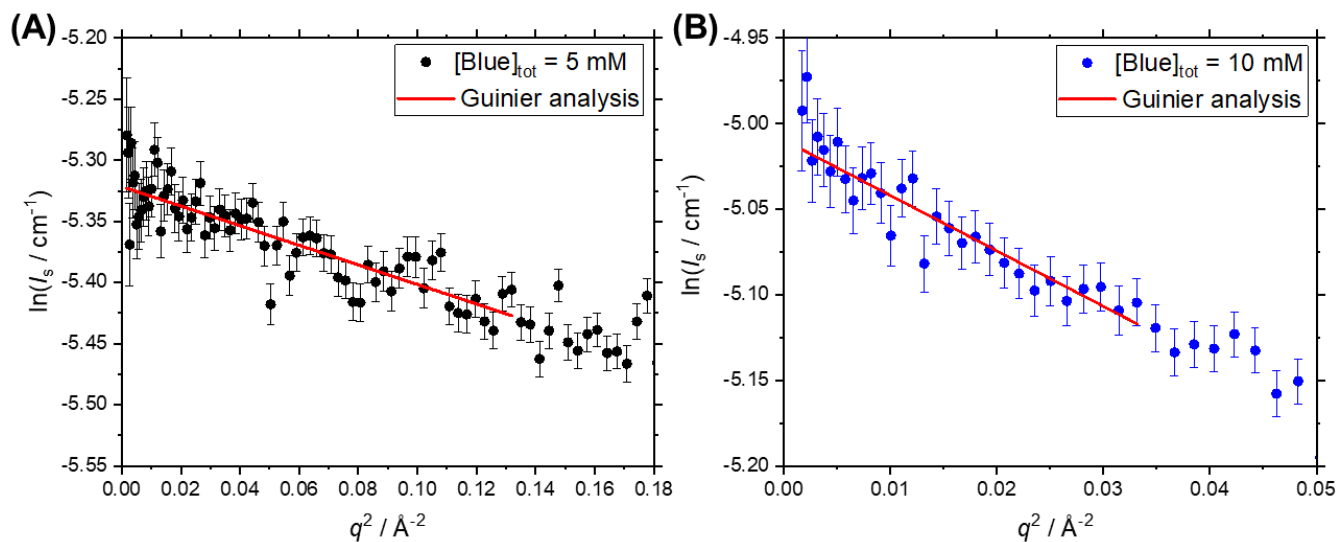 (A)
[Blue]tot = 5 mM
Guinier analysis
ln(Is / cm-1)
-5.20
-5.25
-5.30
-5.35
-5.40
-5.45
-5.50
-5.55
0.00 0.02 0.04 0.06 0.08 0.10 0.12 0.14 0.16 0.18
q2 / Å-2
(B)
[Blue]tot = 10 mM
Guinier analysis
ln(Is / cm-1)
-4.95
-5.00
-5.05
-5.10
-5.15
-5.20
0.00 0.01 0.02 0.03 0.04 0.05
q2 / Å-2